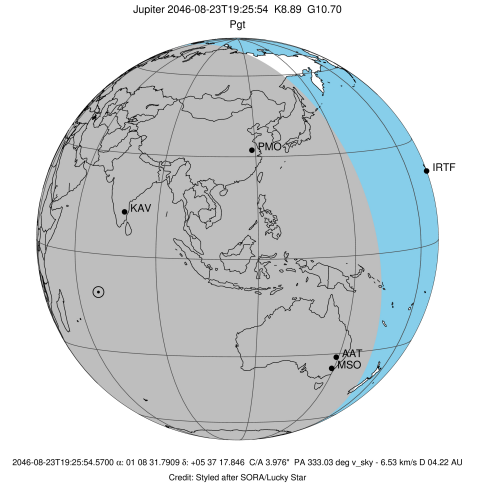 Jupiter 2046-08-23T19:25:54 K8.89 G10.70
Pgt
PMO
IRTF
KAV
AAT
MSO
2046-08-23T19:25:54.5700 α: 01 08 31.7909 δ: +05 37 17.846 C/A 3.976" PA 333.03 deg v_sky - 6.53 km/s D 04.22 AU
Credit: Styled after SORA/Lucky Star